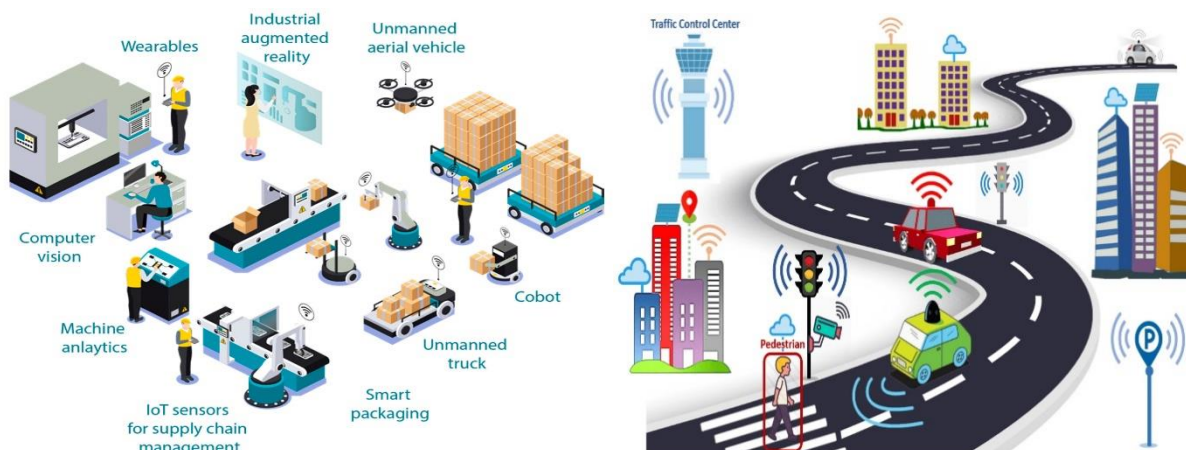 Wearables
Industrial
augmented
reality
Unmanned
aerial vehicle
Computer
vision
Machine
anlaytics
Cobot
Unmanned
truck
Smart
packaging
IoT sensors
for supply chain
management
Traffic Control Center
Pedestrian
P